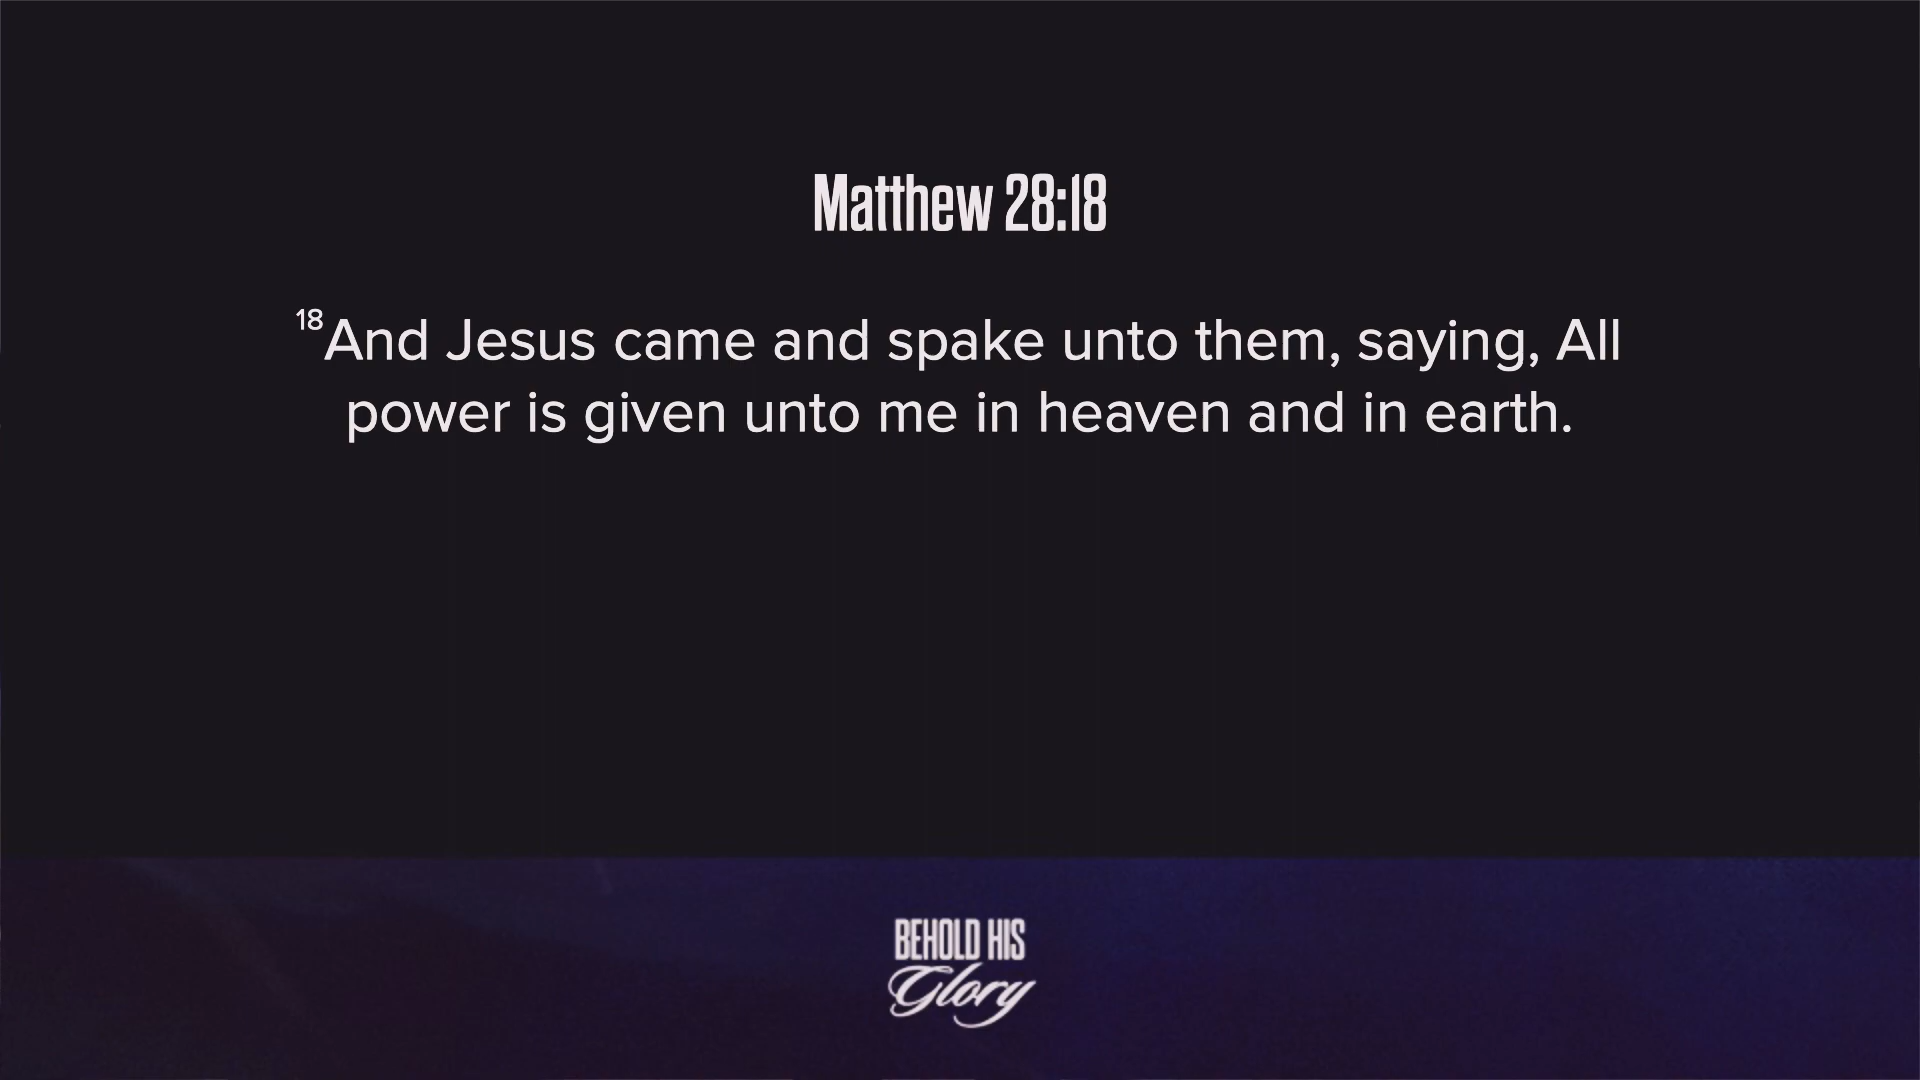 Matthew 28:18
18And Jesus came and spake unto them, saying, All
power is given unto me in heaven and in earth.
BEHOLD HIS
Glory